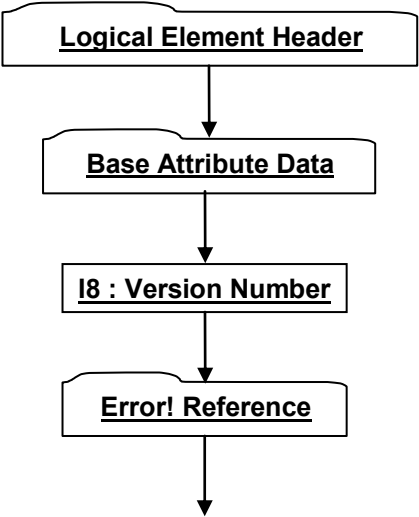 Logical Element Header
Base Attribute Data
I8 : Version Number
Error! Reference